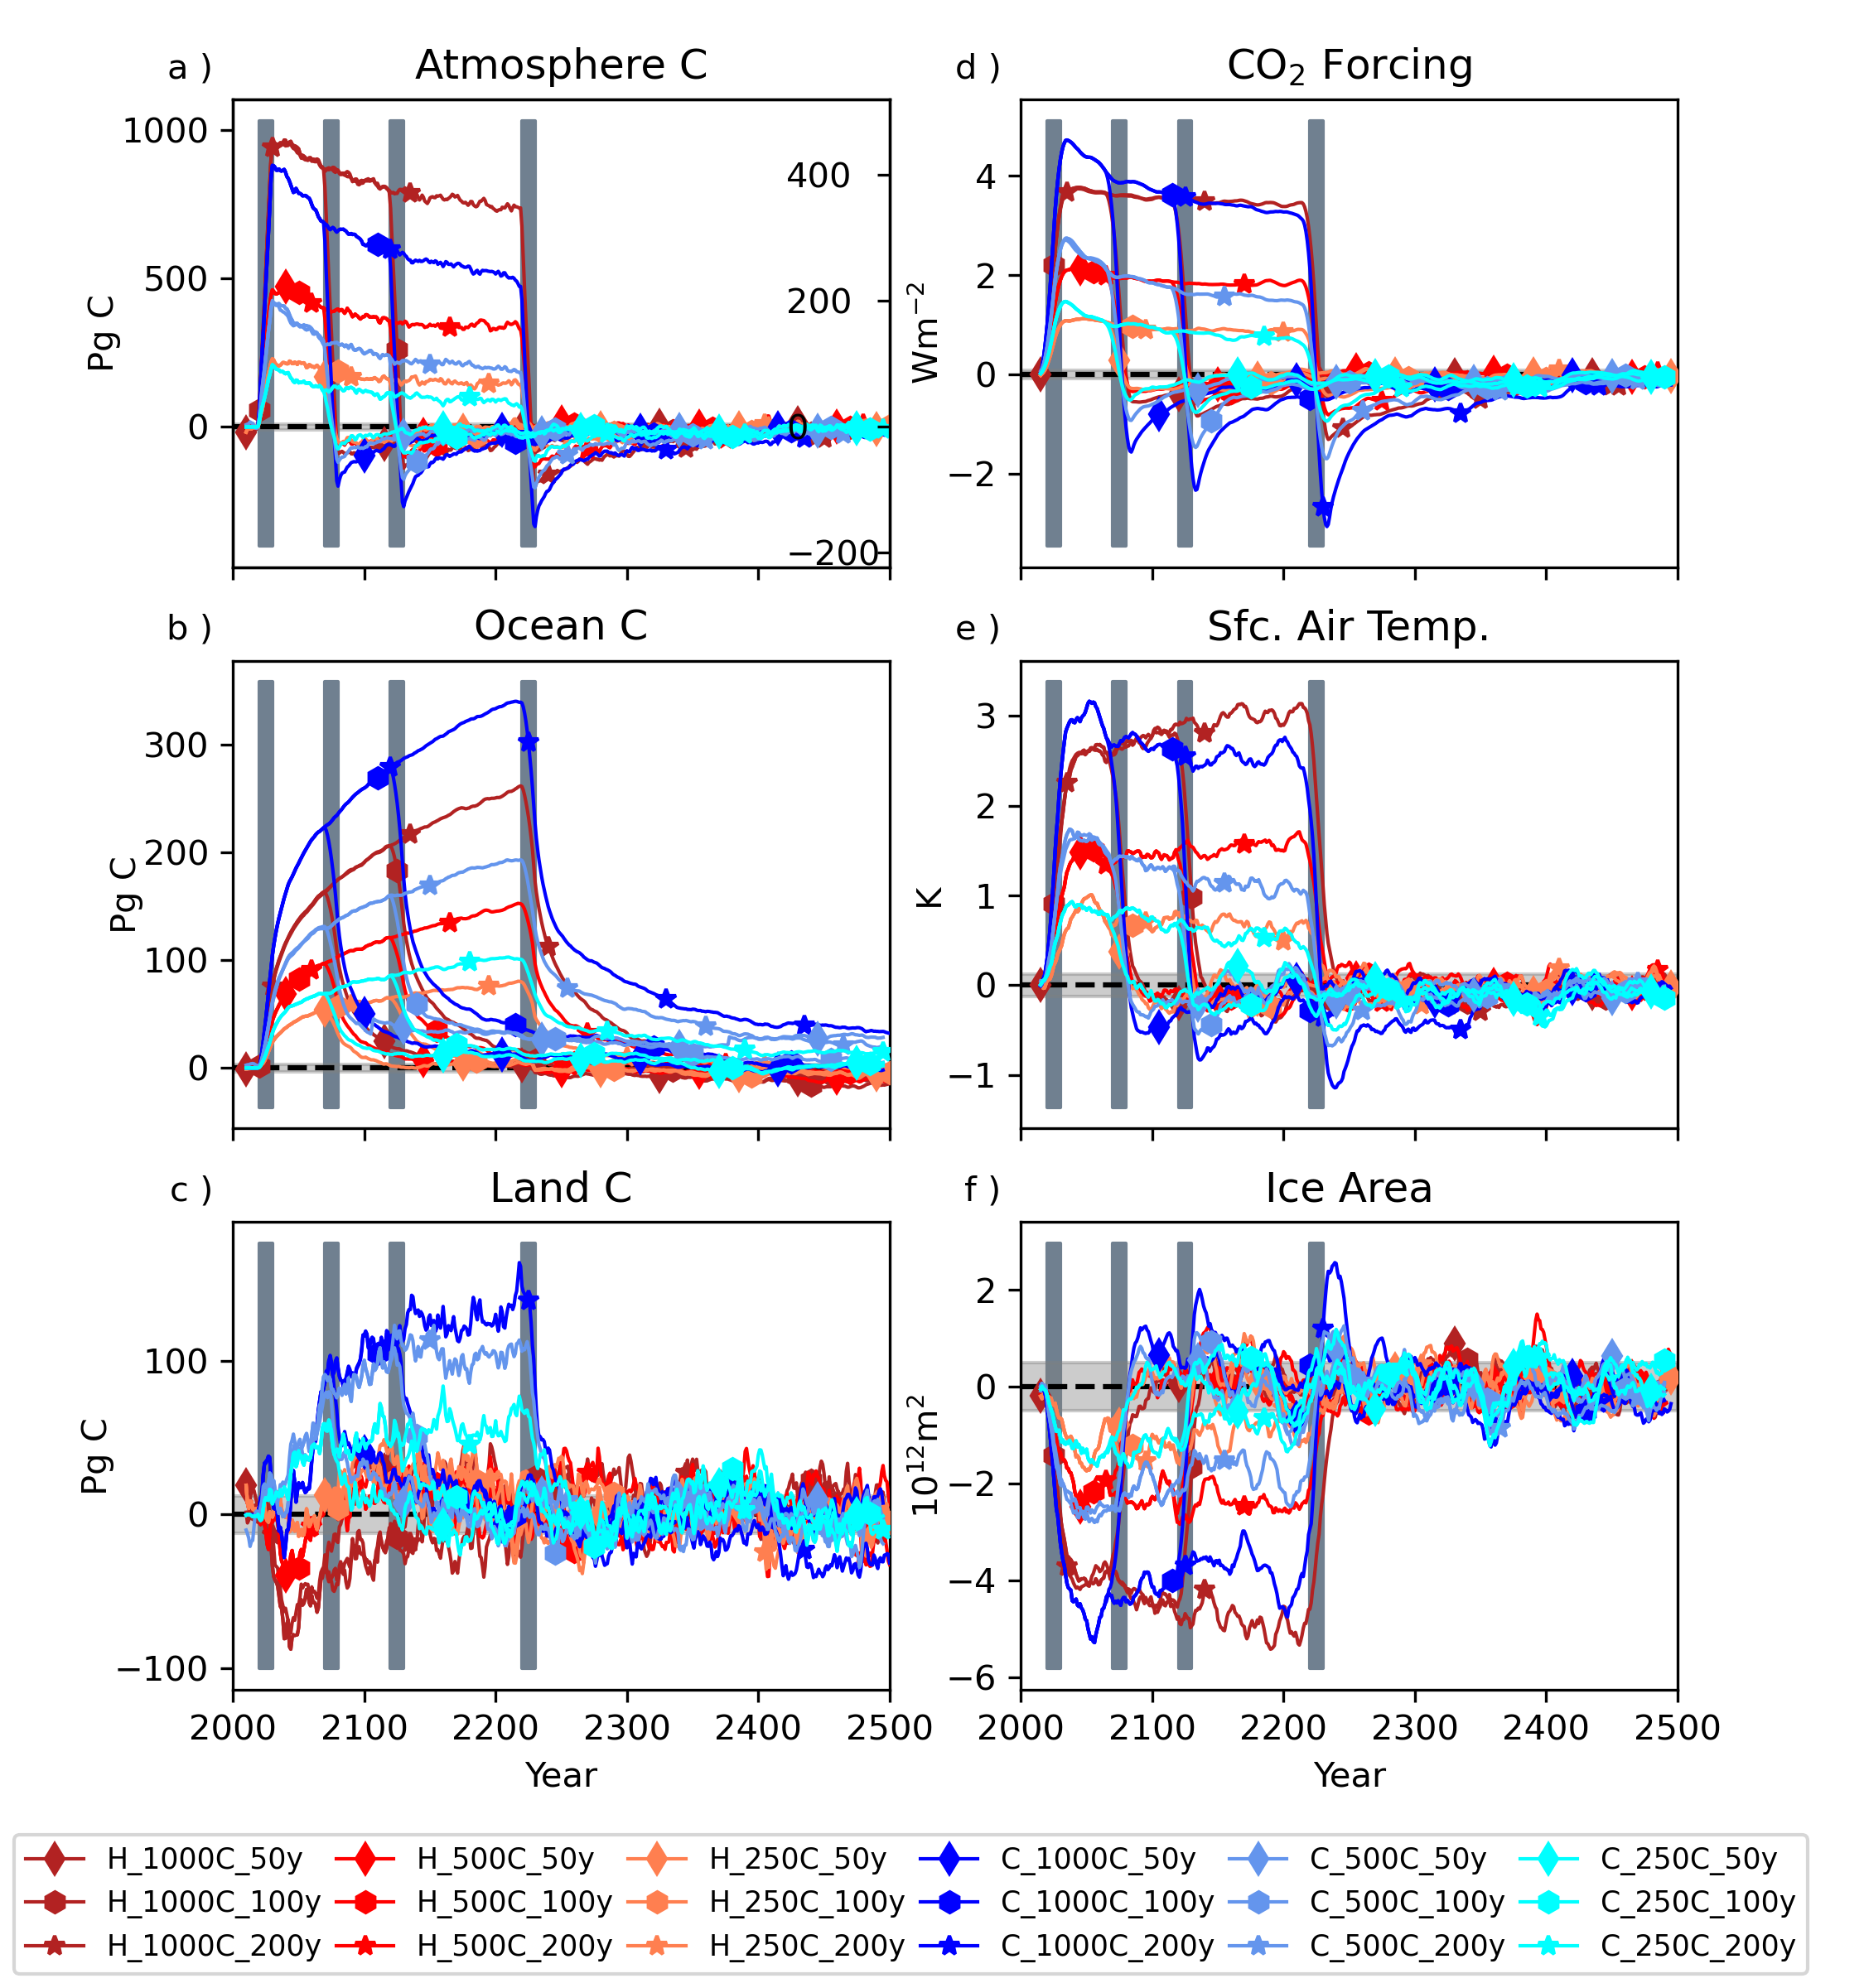 a )
Atmosphere C
1000
500
0
Pg C
400
200
0
−200
d )
CO₂ Forcing
4
2
0
−2
Wm⁻²
b )
Ocean C
300
200
100
0
Pg C
e )
Sfc. Air Temp.
3
2
1
0
−1
K
c )
Land C
100
0
−100
Pg C
2000 2100 2200 2300 2400 2500
Year
f )
Ice Area
2
0
−2
−4
−6
10¹²m²
2000 2100 2200 2300 2400 2500
Year
H_1000C_50y H_500C_50y H_250C_50y C_1000C_50y C_500C_50y C_250C_50y
H_1000C_100y H_500C_100y H_250C_100y C_1000C_100y C_500C_100y C_250C_100y
H_1000C_200y H_500C_200y H_250C_200y C_1000C_200y C_500C_200y C_250C_200y